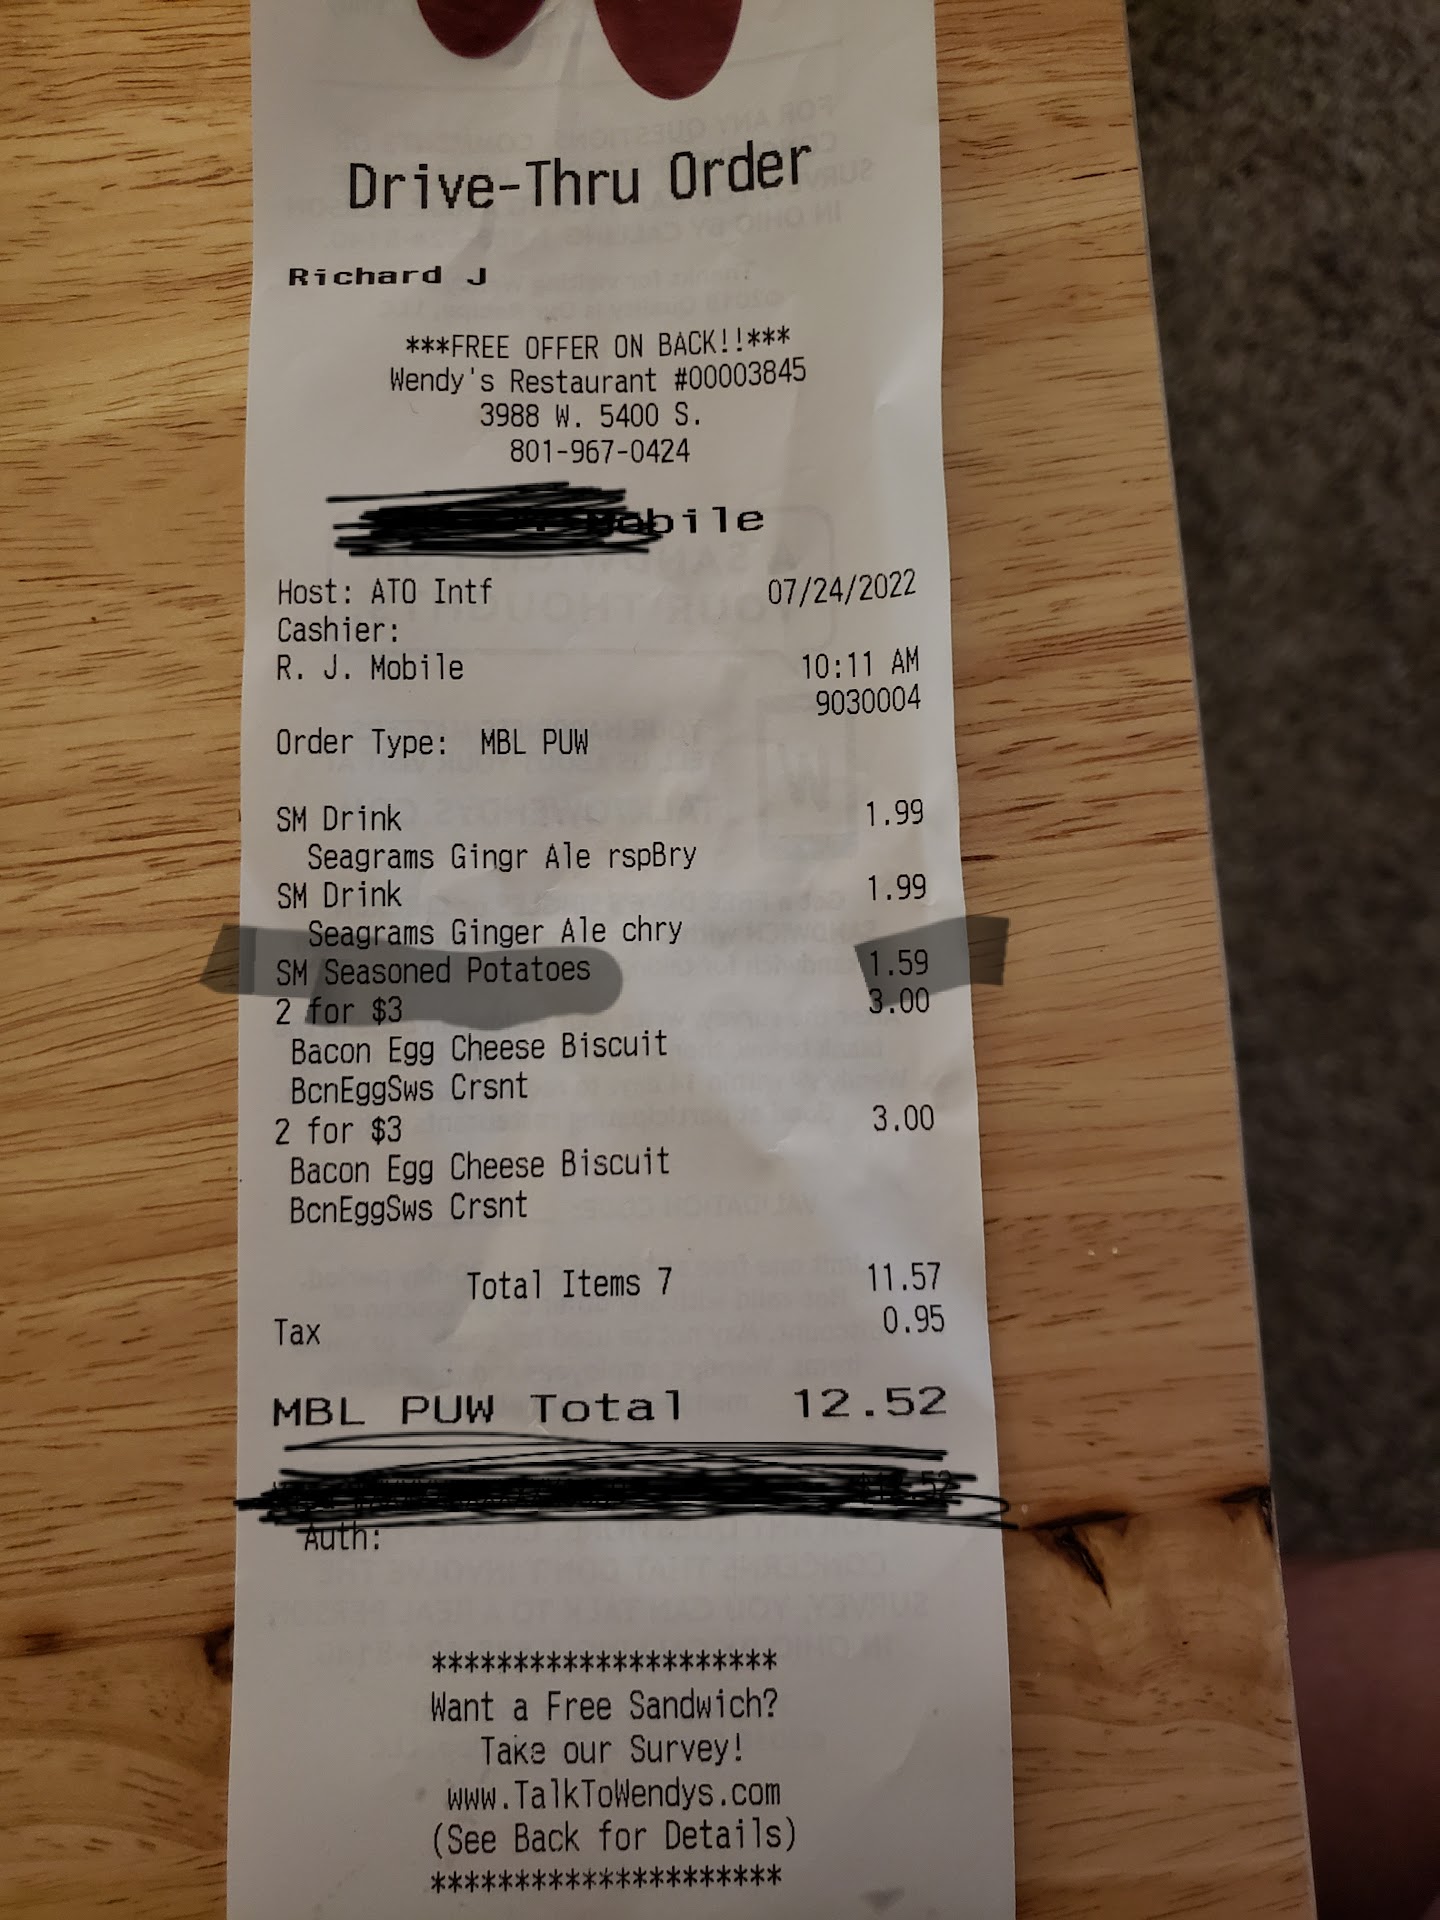 Drive-Thru Order
Richard J
***FREE OFFER ON BACK!!***
Wendy's Restaurant #00003845
3988 W. 5400 S.
801-967-0424
Mobile
Host: ATO Intf 07/24/2022
Cashier:
R. J. Mobile 10:11 AM
9030004
Order Type: MBL PUW
SM Drink 1.99
Seagrams Gingr Ale rspBry
SM Drink 1.99
Seagrams Ginger Ale chry
SM Seasoned Potatoes 1.59
2 for $3 3.00
Bacon Egg Cheese Biscuit
BcnEggSws Crsnt
2 for $3 3.00
Bacon Egg Cheese Biscuit
BcnEggSws Crsnt
Total Items 7 11.57
Tax 0.95
MBL PUW Total 12.52
Auth:
*********************
Want a Free Sandwich?
Take our Survey!
www.TalkToWendys.com
(See Back for Details)
*********************